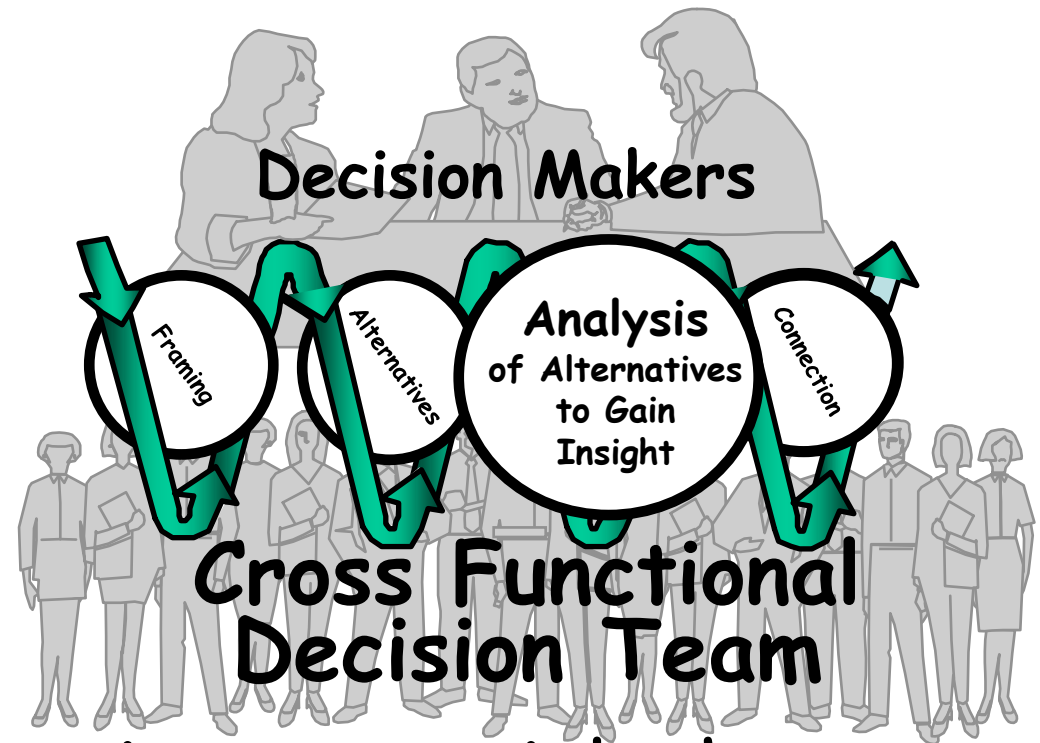 Decision Makers
Framing
Alternatives
Analysis
of Alternatives
to Gain
Insight
Connection
Cross Functional
Decision Team